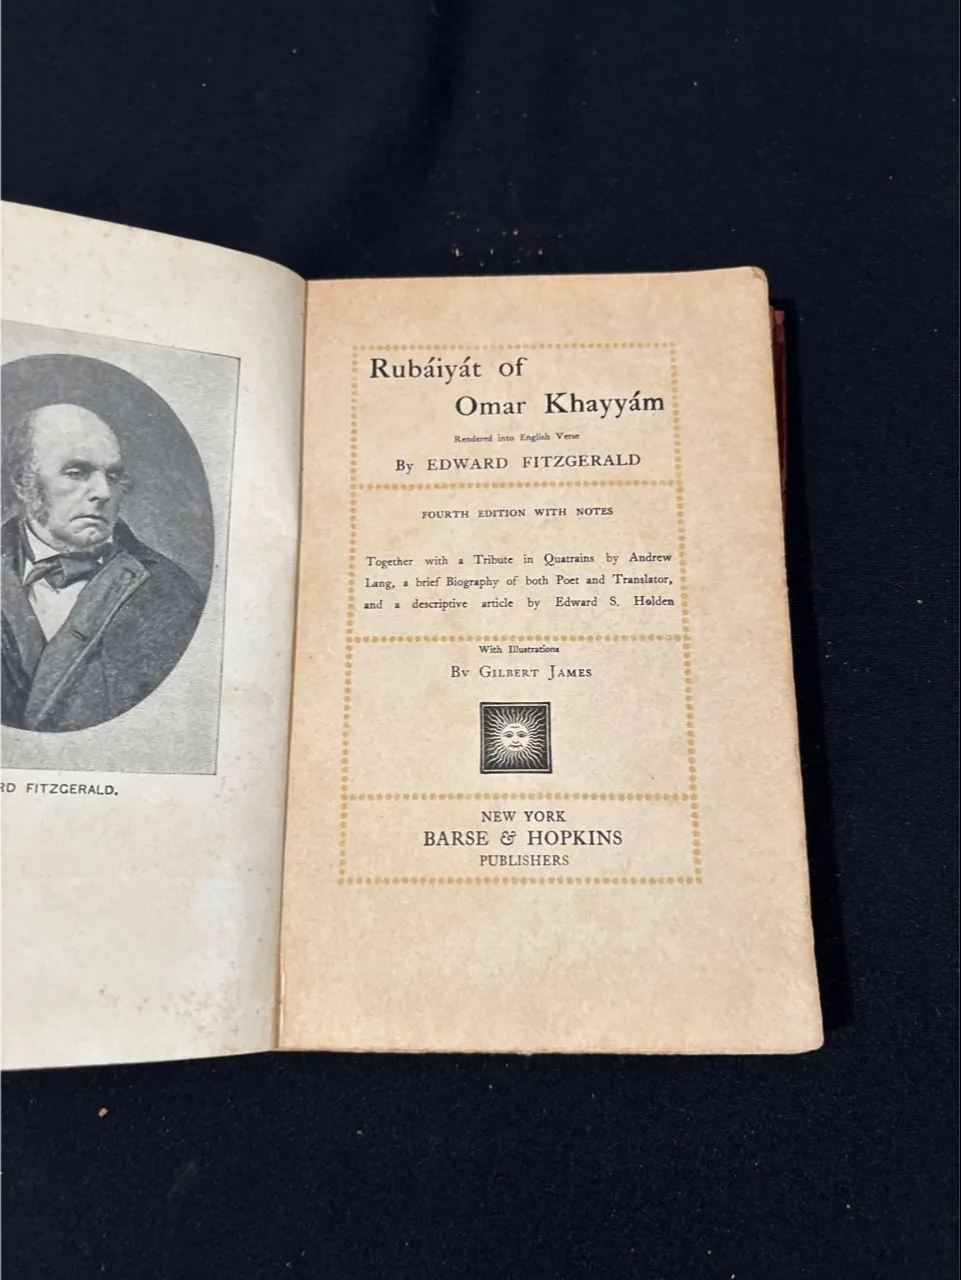 RD FITZGERALD.
Rubáiyát of
Omar Khayyám
Rendered into English Verse
By EDWARD FITZGERALD
FOURTH EDITION WITH NOTES
Together with a Tribute in Quatrains by Andrew
Lang, a brief Biography of both Poet and Translator,
and a descriptive article by Edward S. Holden
With Illustrations
By GILBERT JAMES
NEW YORK
BARSE & HOPKINS
PUBLISHERS